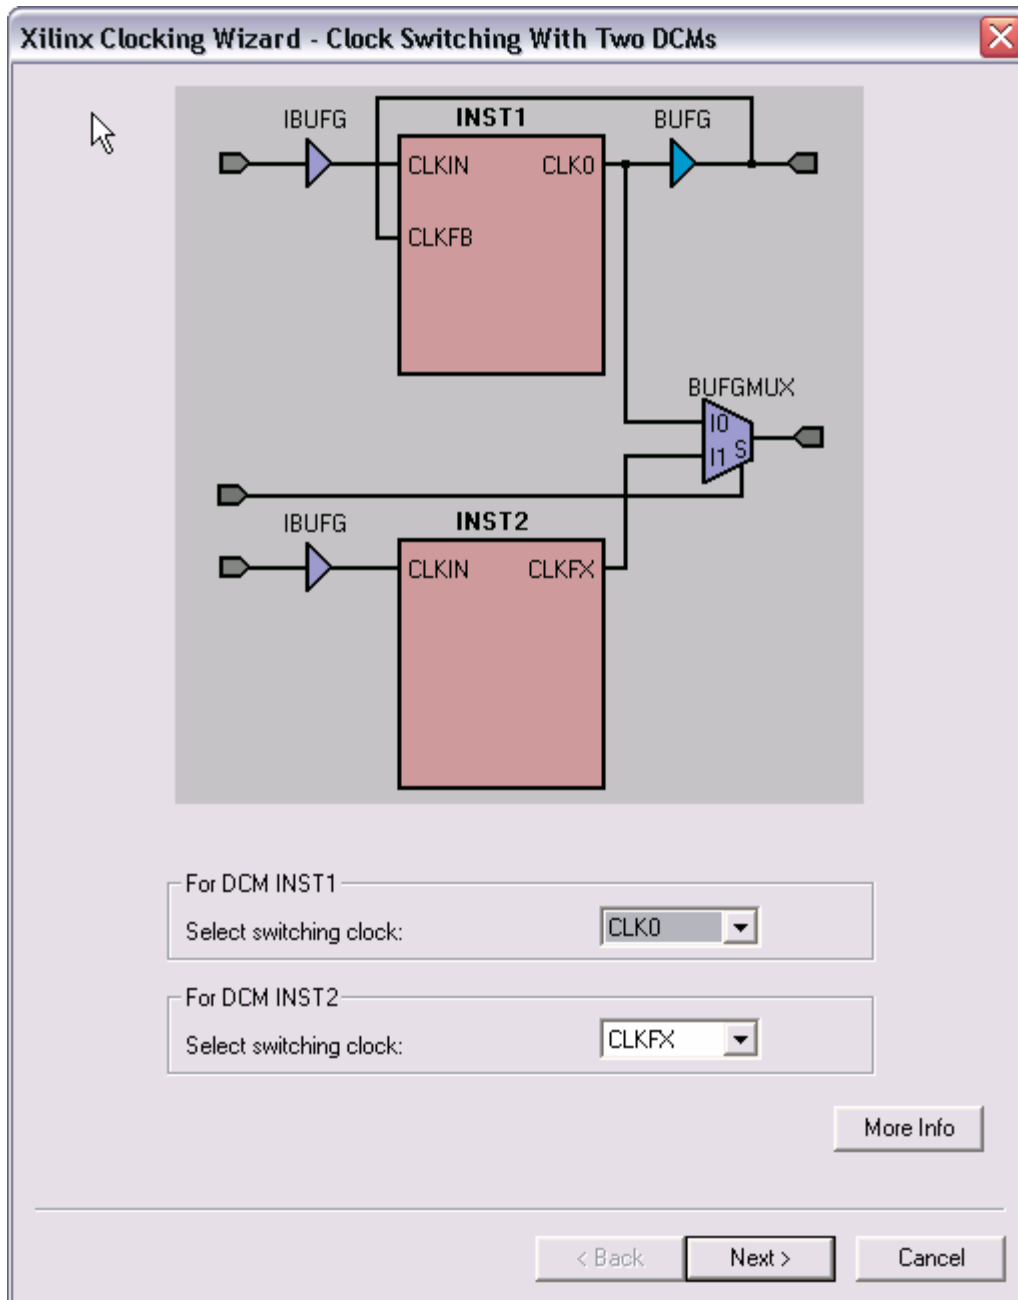 Xilinx Clocking Wizard - Clock Switching With Two DCMs
IBUFG
INST1
BUFG
CLKIN
CLK0
CLKFB
BUFGMUX
I0
I1
S
IBUFG
INST2
CLKIN
CLKFX
For DCM INST1
Select switching clock:
CLK0
For DCM INST2
Select switching clock:
CLKFX
More Info
< Back
Next >
Cancel